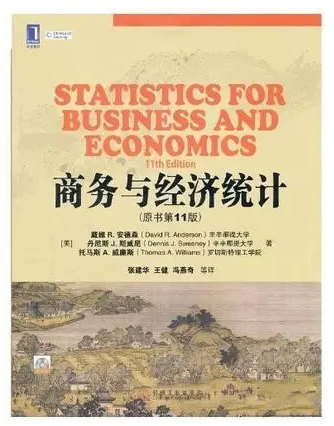 STATISTICS FOR
BUSINESS AND
ECONOMICS
11th Edition
商务与经济统计
(原书第11版)
戴维 R. 安德森 (David R. Anderson) 辛辛那提大学
[美] 丹尼斯 J. 斯威尼 (Dennis J. Sweeney) 辛辛那提大学 著
托马斯 A. 威廉斯 (Thomas A. Williams) 罗切斯特理工学院
张建华 王健 冯燕奇 等译